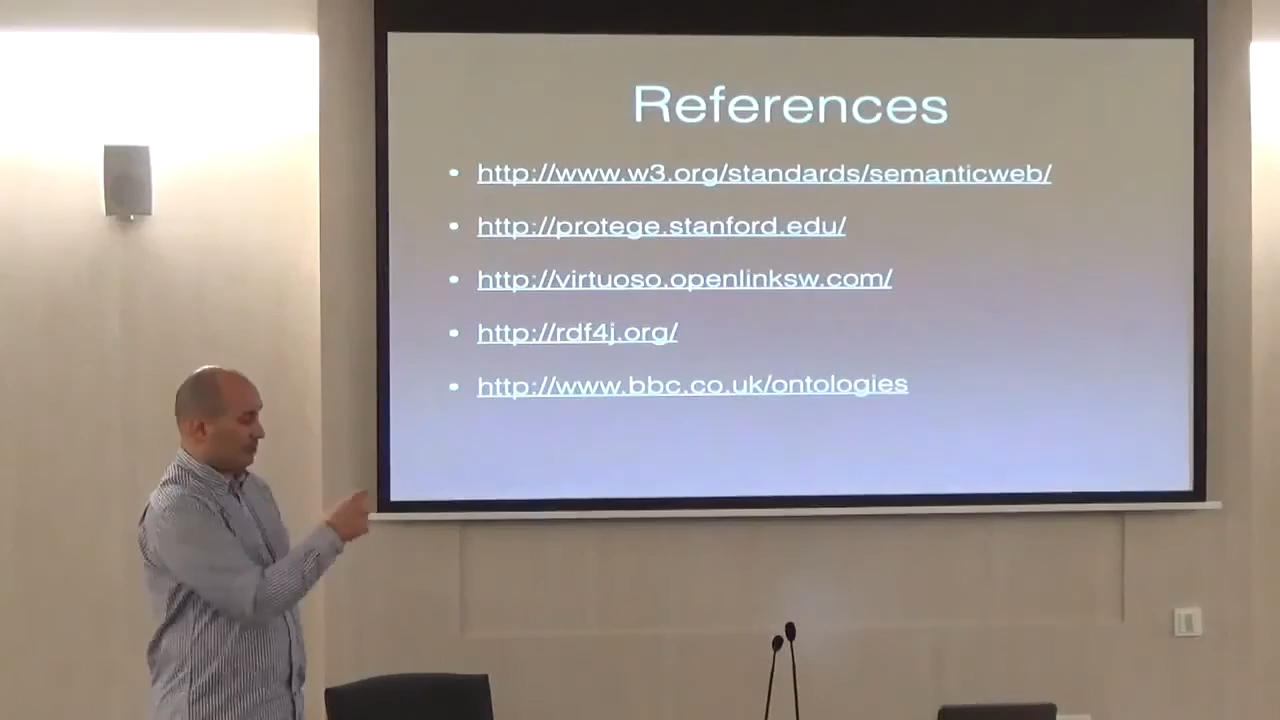 References
• http://www.w3.org/standards/semanticweb/
• http://protege.stanford.edu/
• http://virtuoso.openlinksw.com/
• http://rdf4j.org/
• http://www.bbc.co.uk/ontologies